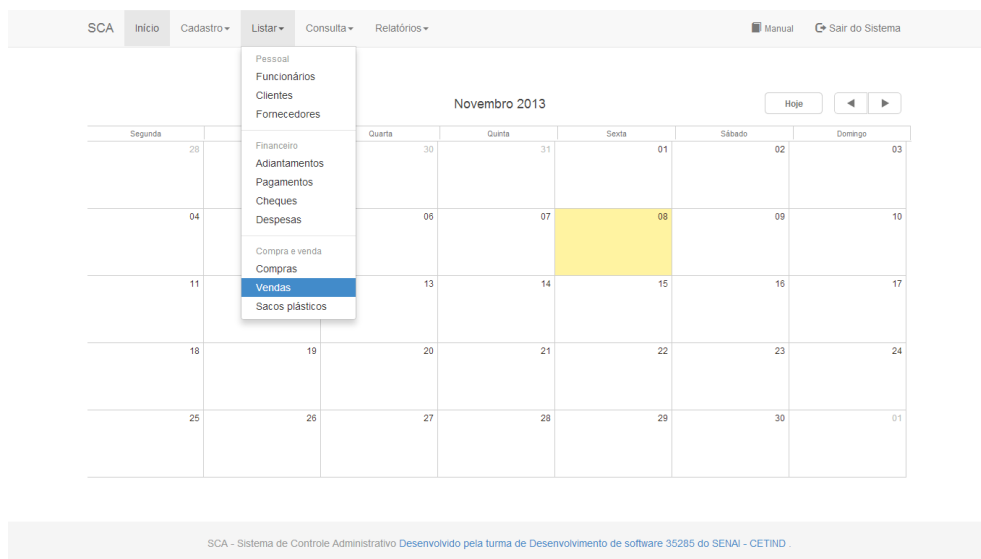 SCA Início Cadastro Listar Consulta Relatórios Manual Sair do Sistema
Pessoal
Funcionários
Clientes
Fornecedores
Financeiro
Adiantamentos
Pagamentos
Cheques
Despesas
Compra e venda
Compras
Vendas
Sacos plásticos
Novembro 2013 Hoje
Segunda Quarta Quinta Sexta Sábado Domingo
28 30 31 01 02 03
04 06 07 08 09 10
11 13 14 15 16 17
18 19 20 21 22 23 24
25 26 27 28 29 30 01
SCA - Sistema de Controle Administrativo Desenvolvido pela turma de Desenvolvimento de software 35285 do SENAI - CETIND .